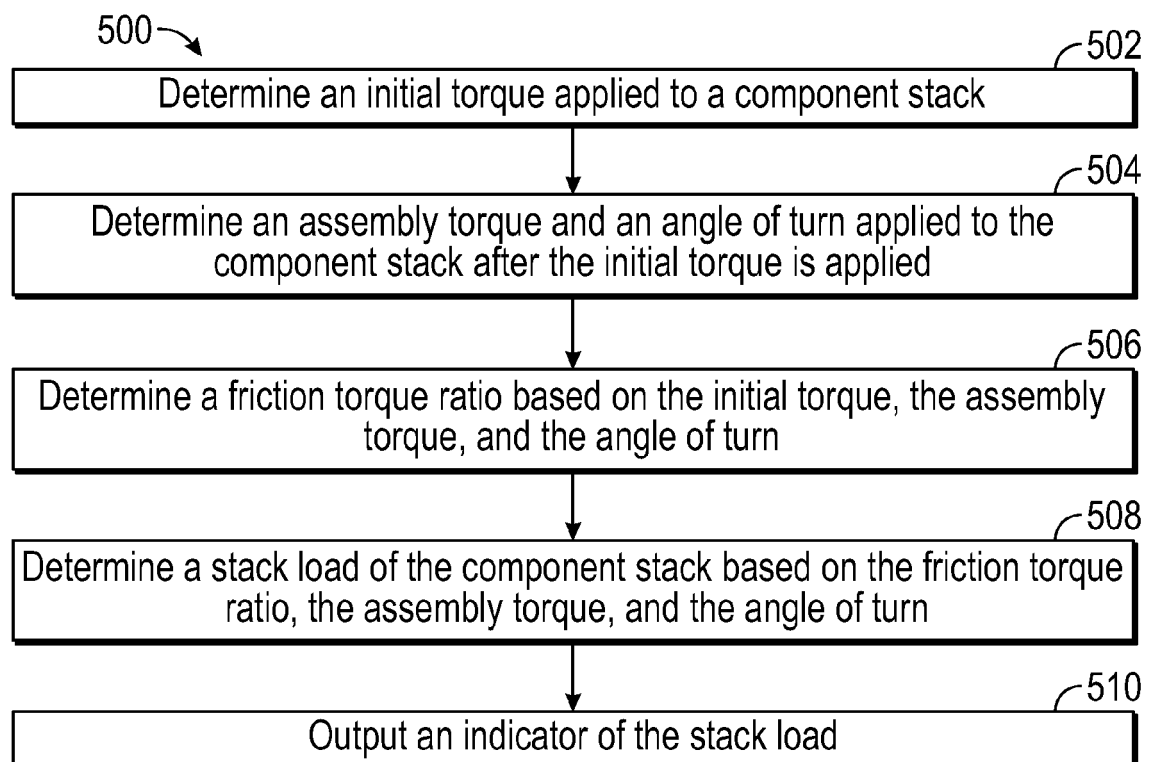 500
502
Determine an initial torque applied to a component stack
504
Determine an assembly torque and an angle of turn applied to the
component stack after the initial torque is applied
506
Determine a friction torque ratio based on the initial torque, the assembly
torque, and the angle of turn
508
Determine a stack load of the component stack based on the friction torque
ratio, the assembly torque, and the angle of turn
510
Output an indicator of the stack load